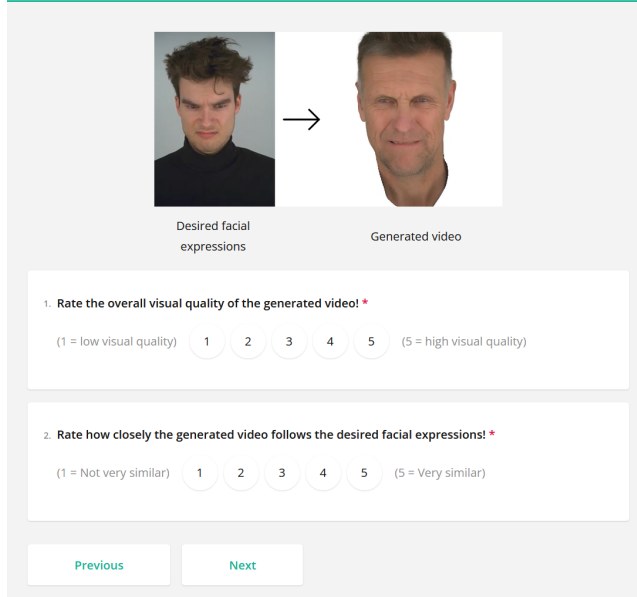 Desired facial
expressions
Generated video
1. Rate the overall visual quality of the generated video! *
(1 = low visual quality) 1 2 3 4 5 (5 = high visual quality)
2. Rate how closely the generated video follows the desired facial expressions! *
(1 = Not very similar) 1 2 3 4 5 (5 = Very similar)
Previous Next